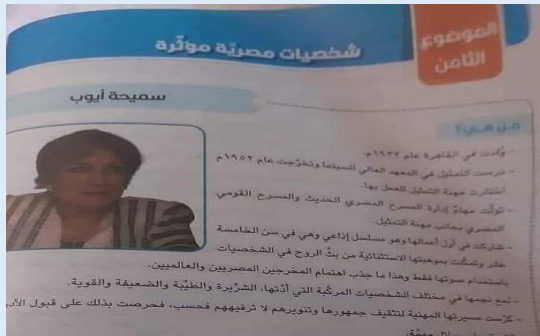 الموضوع
الثامن
شخصيات مصرية مؤثرة
سميحة أيوب
من هي؟
- ولدت في القاهرة عام ١٩٣٢م.
- درست التمثيل في المعهد العالي للسينما وتخرجت عام ١٩٥٢م
اختارت مهنة التمثيل للعمل بها.
- تولت مهام إدارة المسرح المصري الحديث والمسرح القومي
المصري بجانب مهنة التمثيل.
- شاركت في أول أعمالها وهو مسلسل إذاعي وهي في سن الخامسة
عشر وتمكنت بموهبتها الاستثنائية من بث الروح في الشخصيات
باستخدام صوتها فقط وهذا ما جذب اهتمام المخرجين المصريين والعالميين.
- لمع نجمها في مختلف الشخصيات المركبة التي أدتها، الشريرة والطيبة والضعيفة والقوية.
- كرست مسيرتها المهنية لتثقيف جمهورها وتنويرهم لا ترفيههم فحسب، فحرصت بذلك على قبول